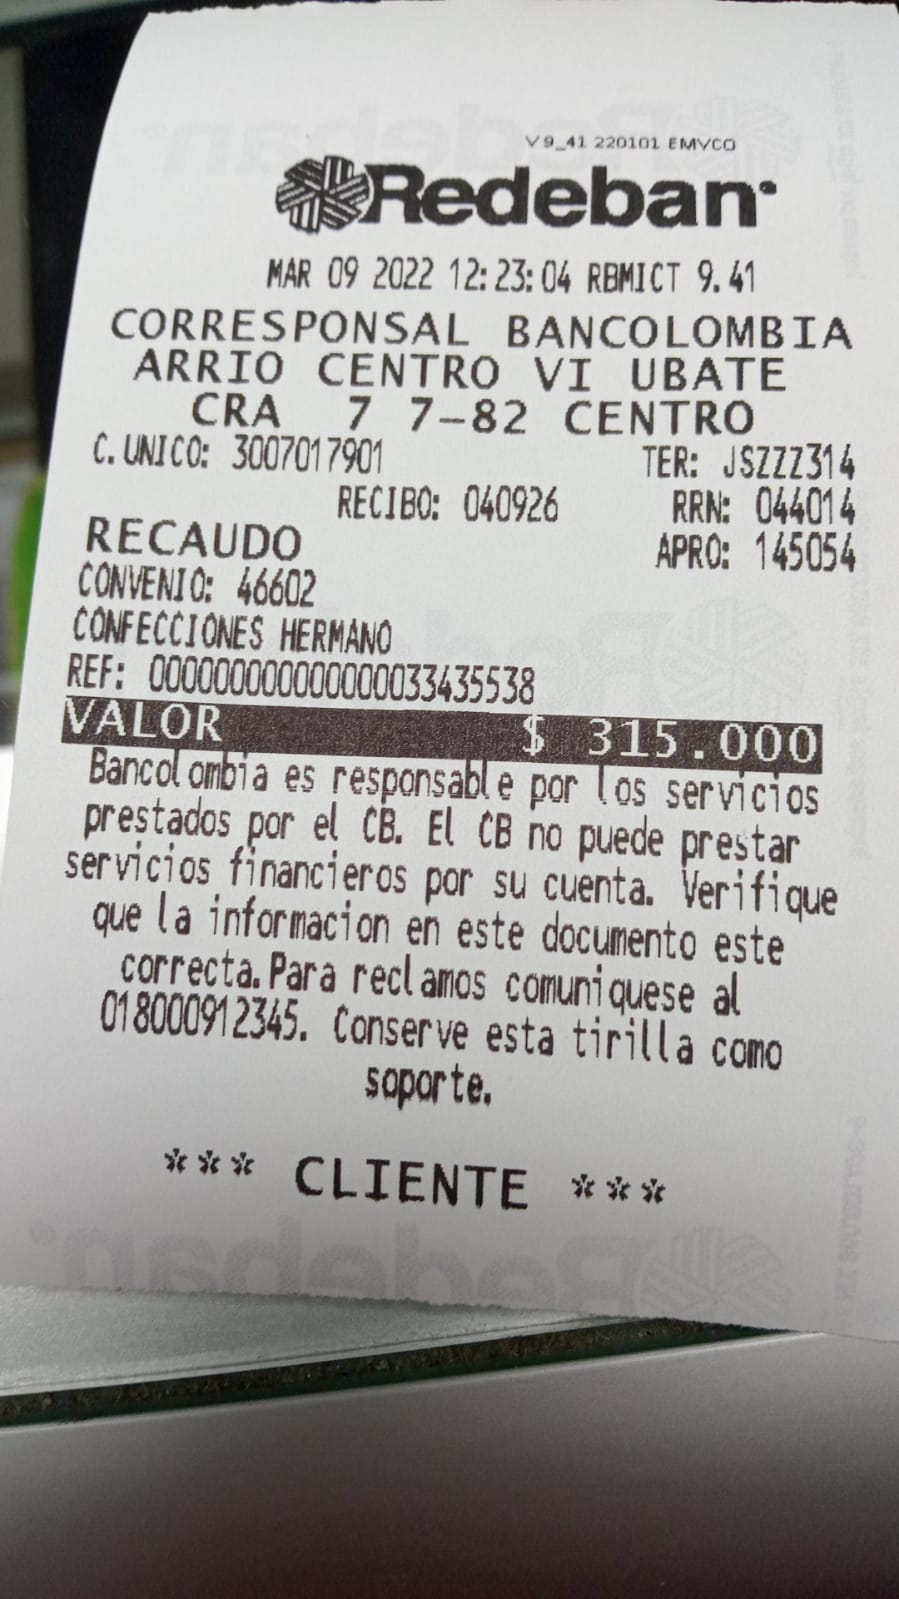 V9_41 220101 EMVCO
Redeban
MAR 09 2022 12:23:04 RBMICT 9.41
CORRESPONSAL BANCOLOMBIA
ARRIO CENTRO VI UBATE
CRA 7 7-82 CENTRO
C. UNICO: 3007017901 TER: JSZZZ314
RECIBO: 040926 RRN: 044014
RECAUDO APRO: 145054
CONVENIO: 46602
CONFECCIONES HERMANO
REF: 000000000000000033435538
VALOR $ 315.000
Bancolombia es responsable por los servicios
prestados por el CB. El CB no puede prestar
servicios financieros por su cuenta. Verifique
que la informacion en este documento este
correcta. Para reclamos comuniquese al
018000912345. Conserve esta tirilla como
soporte.
*** CLIENTE ***